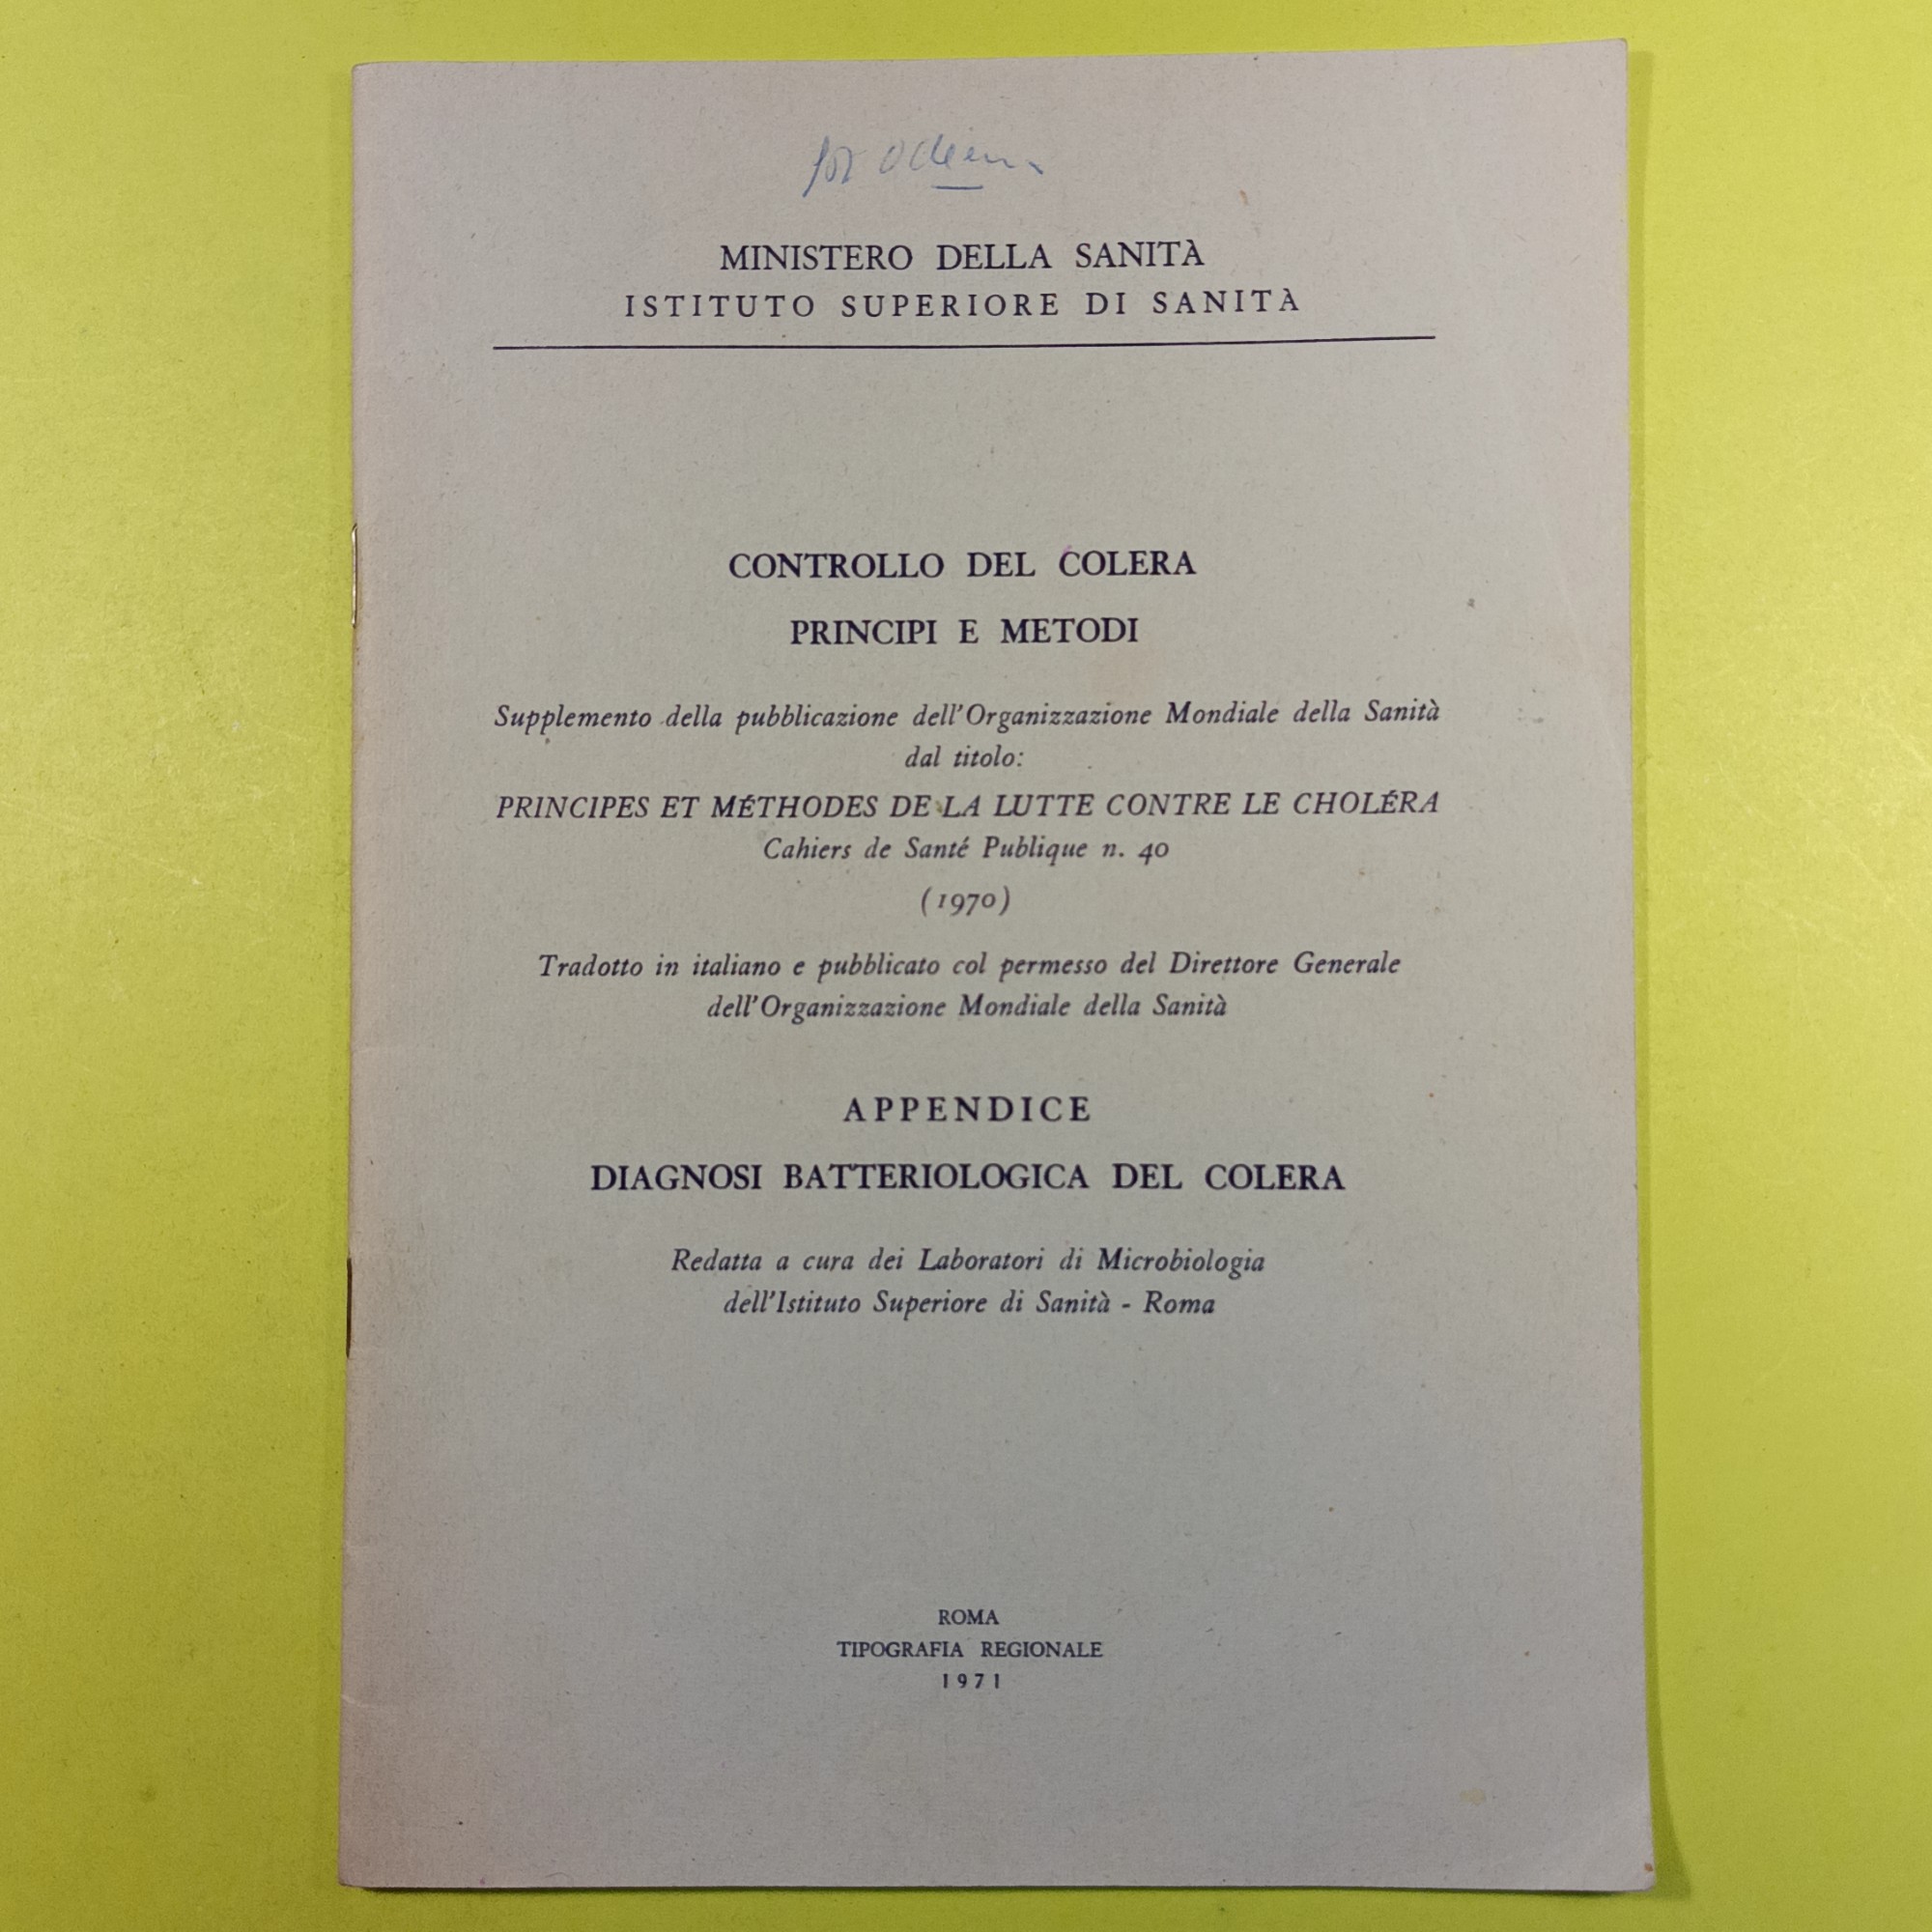 MINISTERO DELLA SANITÀ
ISTITUTO SUPERIORE DI SANITÀ
CONTROLLO DEL COLERA
PRINCIPI E METODI
Supplemento della pubblicazione dell'Organizzazione Mondiale della Sanità
dal titolo:
PRINCIPES ET MÉTHODES DE LA LUTTE CONTRE LE CHOLÉRA
Cahiers de Santé Publique n. 40
(1970)
Tradotto in italiano e pubblicato col permesso del Direttore Generale
dell'Organizzazione Mondiale della Sanità
APPENDICE
DIAGNOSI BATTERIOLOGICA DEL COLERA
Redatta a cura dei Laboratori di Microbiologia
dell'Istituto Superiore di Sanità - Roma
ROMA
TIPOGRAFIA REGIONALE
1971